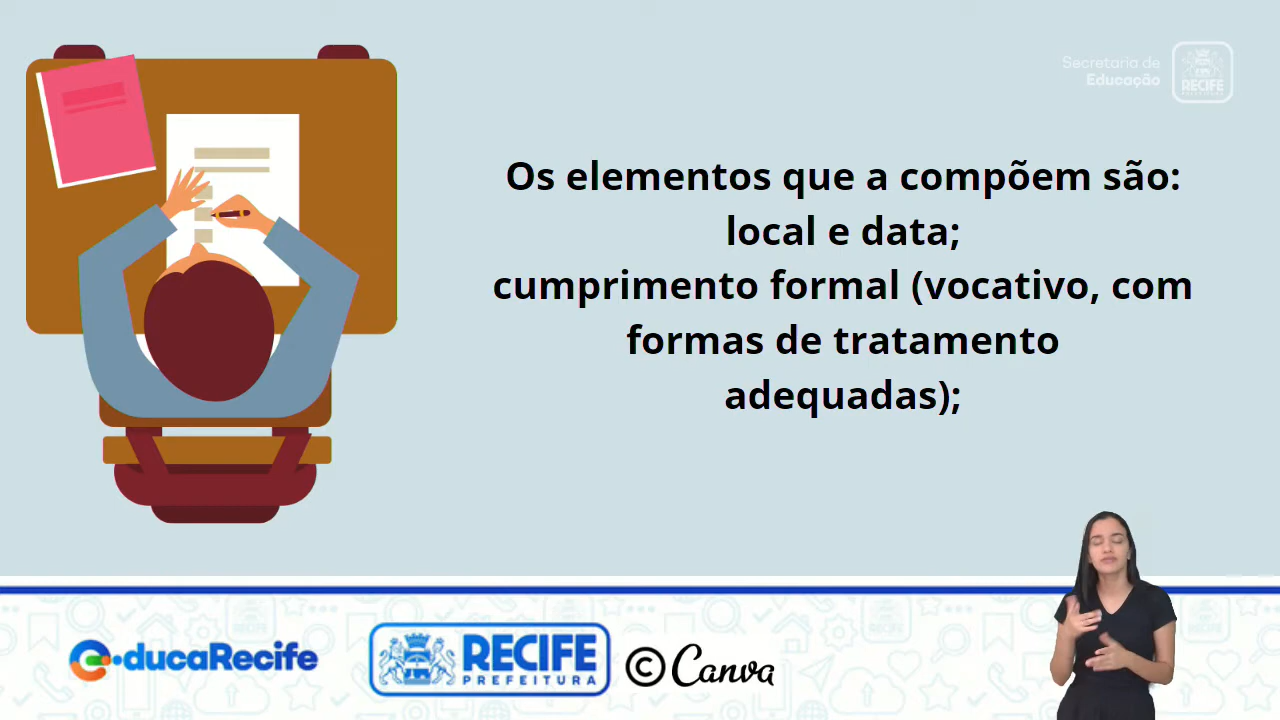 Secretaria de
Educação
RECIFE
PREFEITURA
Os elementos que a compõem são:
local e data;
cumprimento formal (vocativo, com
formas de tratamento
adequadas);
educaRecife
RECIFE
PREFEITURA
© Canva